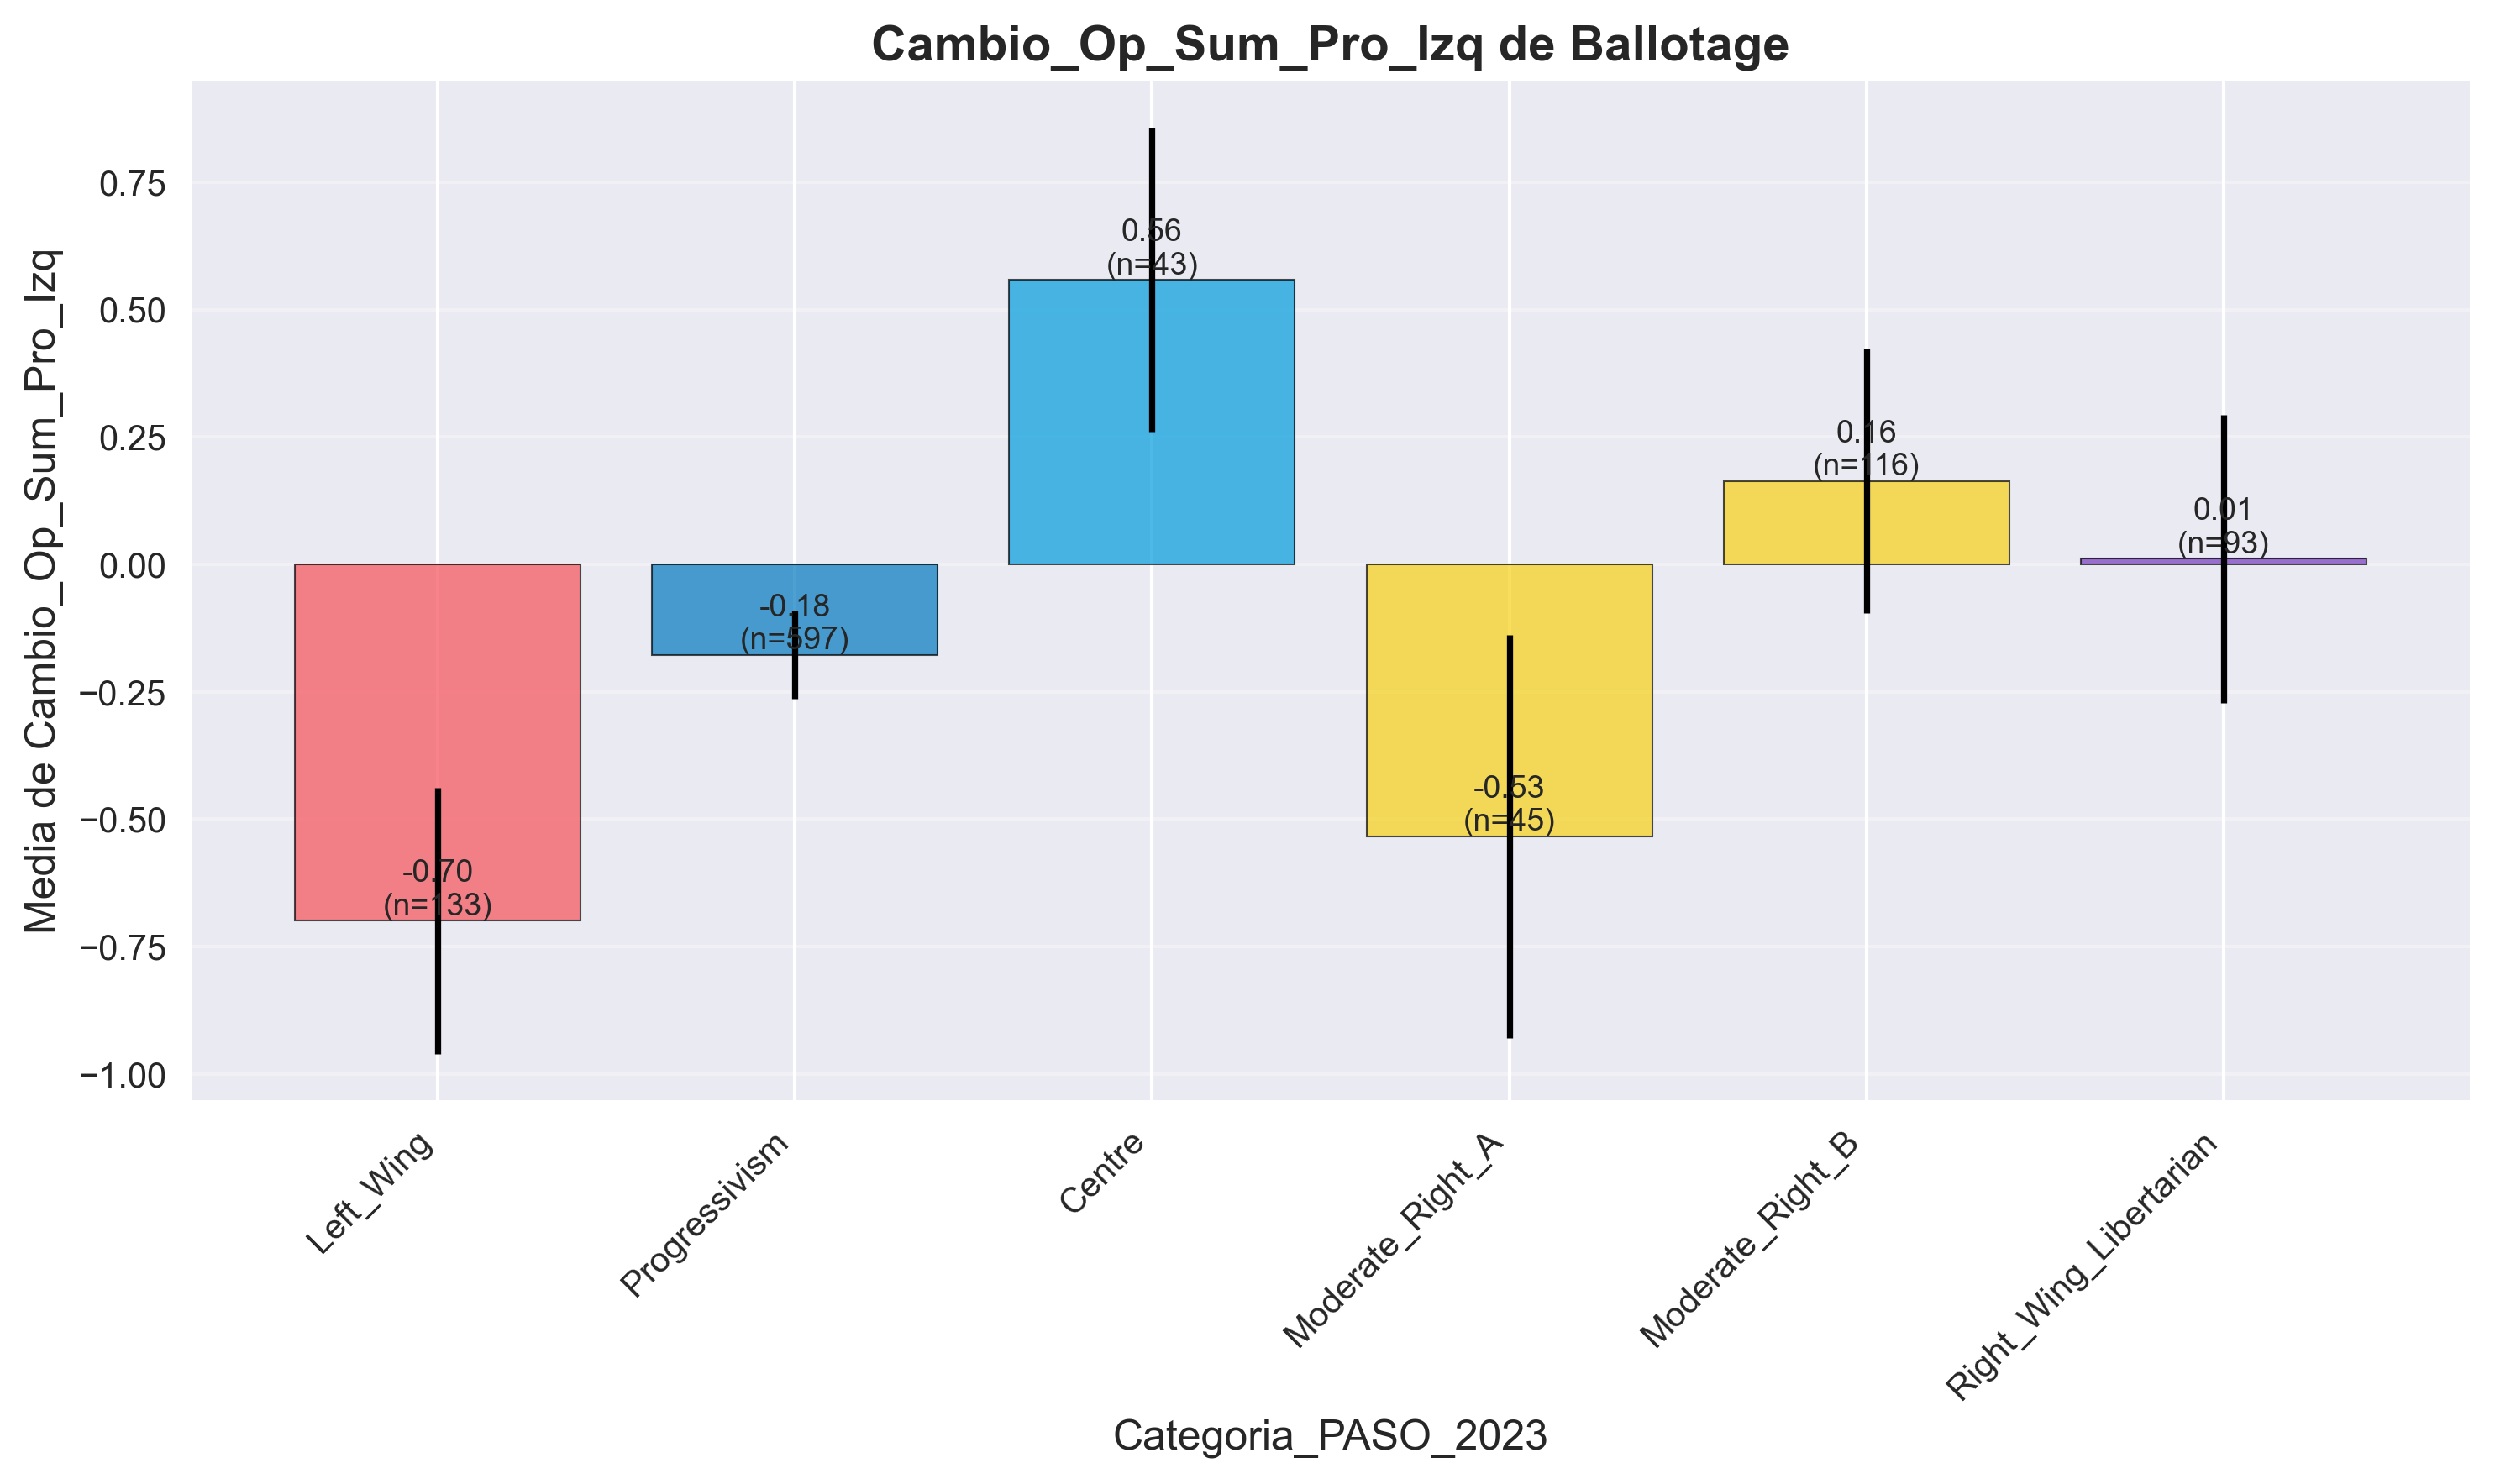 Cambio_Op_Sum_Pro_Izq de Ballotage
Media de Cambio_Op_Sum_Pro_Izq
0.75
0.50
0.25
0.00
−0.25
−0.50
−0.75
−1.00
-0.70
(n=133)
-0.18
(n=597)
0.56
(n=43)
-0.53
(n=45)
0.16
(n=116)
0.01
(n=93)
Left_Wing
Progressivism
Centre
Moderate_Right_A
Moderate_Right_B
Right_Wing_Libertarian
Categoria_PASO_2023